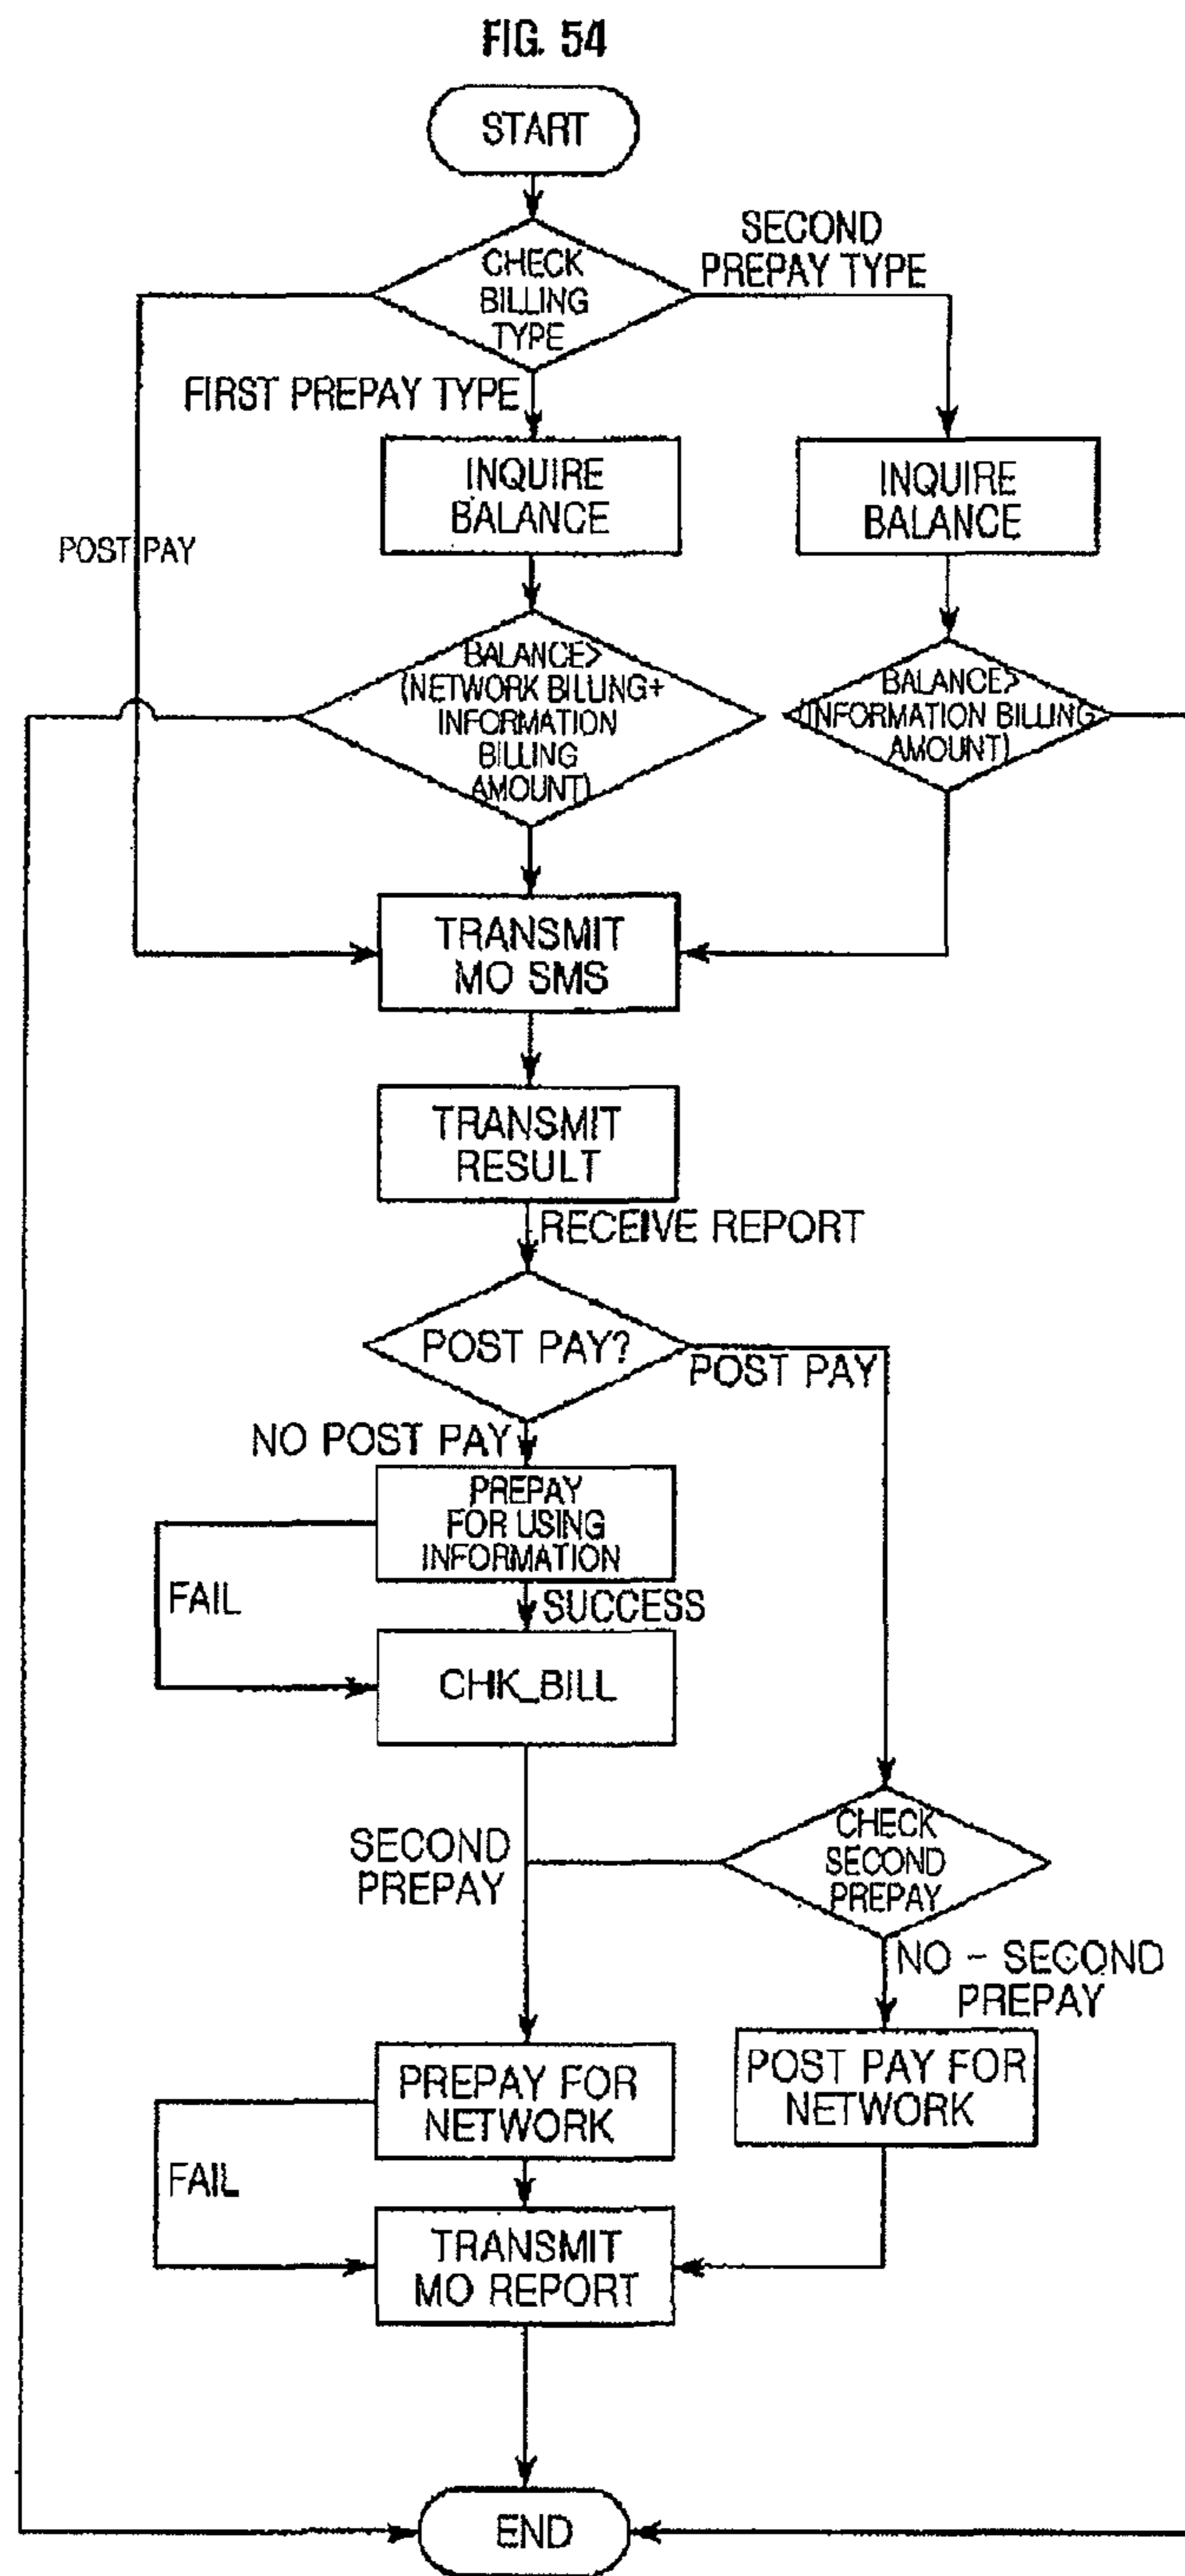 FIG. 54
START
CHECK
BILLING
TYPE
SECOND
PREPAY TYPE
FIRST PREPAY TYPE
INQUIRE
BALANCE
INQUIRE
BALANCE
POST PAY
BALANCE>
(NETWORK BILLING+
INFORMATION
BILLING
AMOUNT)
BALANCE>
(INFORMATION BILLING
AMOUNT)
TRANSMIT
MO SMS
TRANSMIT
RESULT
RECEIVE REPORT
POST PAY?
POST PAY
NO POST PAY
PREPAY
FOR USING
INFORMATION
FAIL
SUCCESS
CHK_BILL
SECOND
PREPAY
CHECK
SECOND
PREPAY
NO - SECOND
PREPAY
PREPAY FOR
NETWORK
POST PAY FOR
NETWORK
FAIL
TRANSMIT
MO REPORT
END